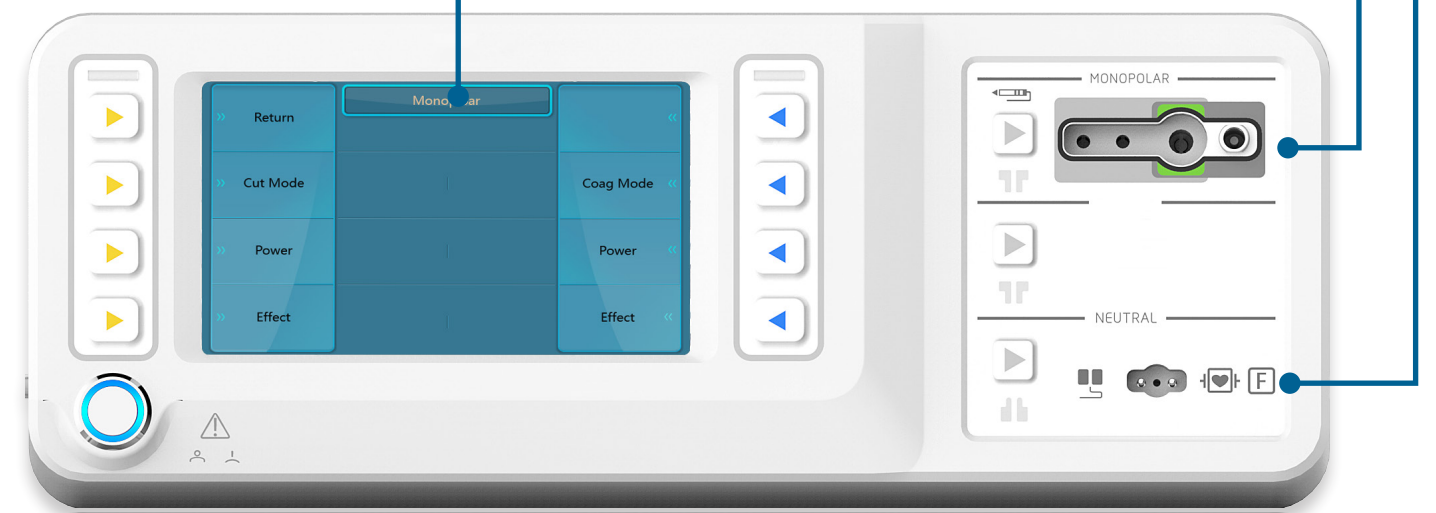 MONOPOLAR
Monopolar
Return
Cut Mode
Coag Mode
Power
Power
Effect
Effect
NEUTRAL
F